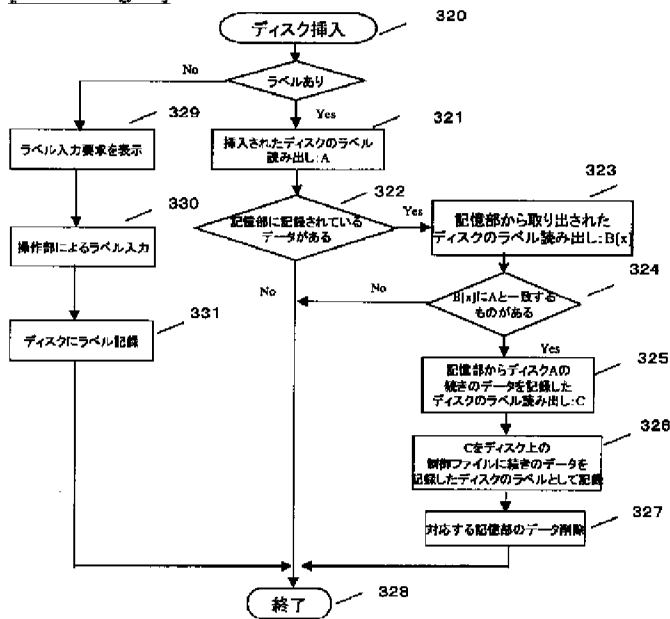 320
ディスク挿入
No
ラベルあり
Yes
329
321
ラベル入力要求を表示
挿入されたディスクのラベル
読み出し:A
322
323
330
記憶部に記録されている
データがある
Yes
記憶部から取り出された
ディスクのラベル読み出し:B[x]
操作部によるラベル入力
324
No
No
B[x]にAと一致する
ものがある
331
ディスクにラベル記録
Yes
325
記憶部からディスクAの
続きのデータを記録した
ディスクのラベル読み出し:C
326
Cをディスク上の
制御ファイルに続きのデータを
記録したディスクのラベルとして記録
327
対応する記憶部のデータ削除
328
終了